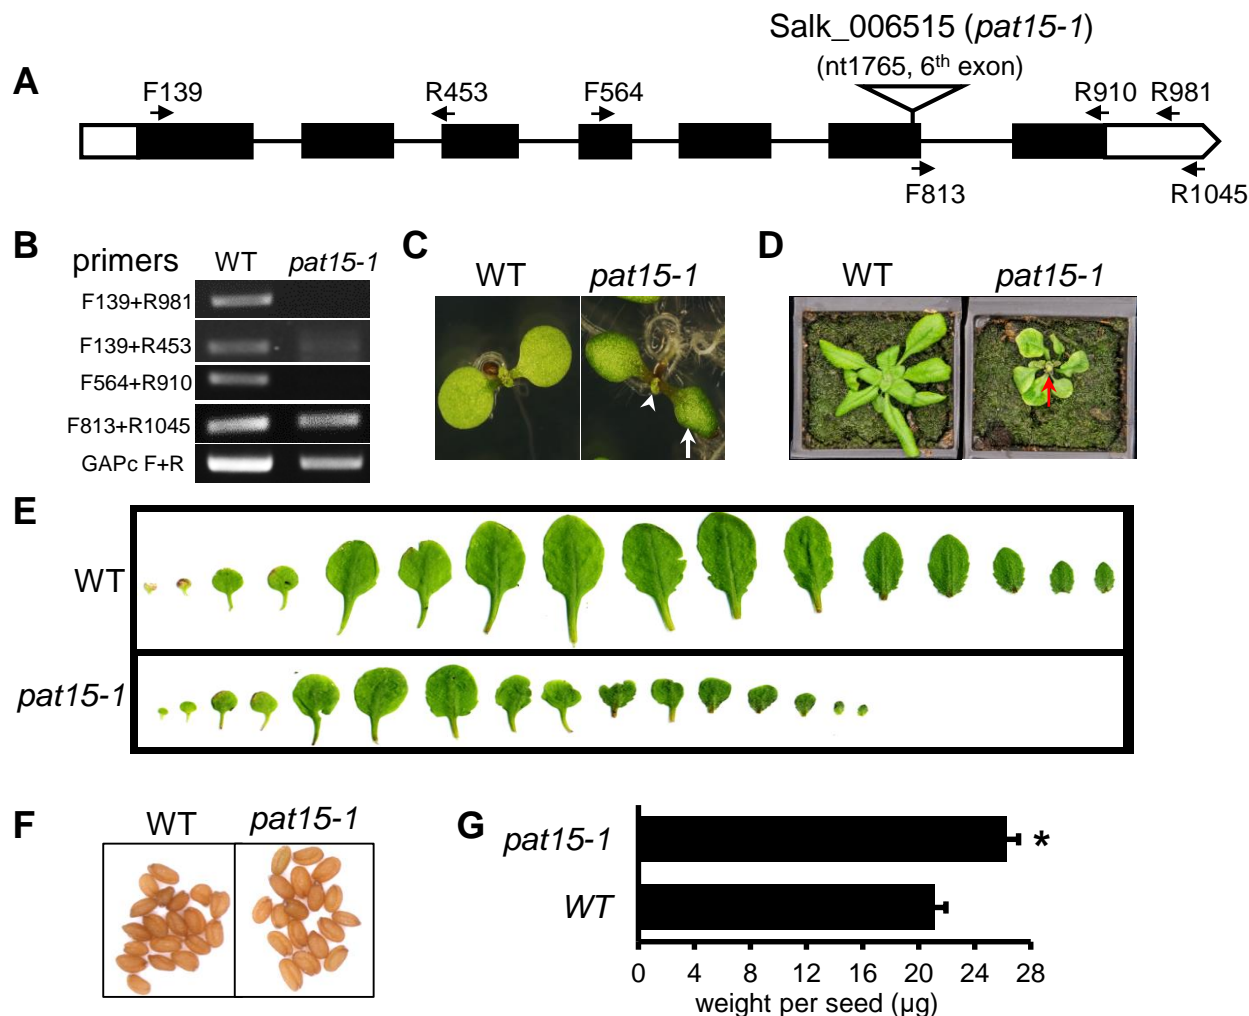 Salk_006515 (pat15-1)
(nt1765, 6th exon)
A
F139
R453
F564
R910
R981
F813
R1045
B
primers
WT
pat15-1
F139+R981
F139+R453
F564+R910
F813+R1045
GAPc F+R
C
WT
pat15-1
D
WT
pat15-1
E
WT
pat15-1
F
WT
pat15-1
G
pat15-1
*
WT
0 4 8 12 16 22 26 28
weight per seed (µg)